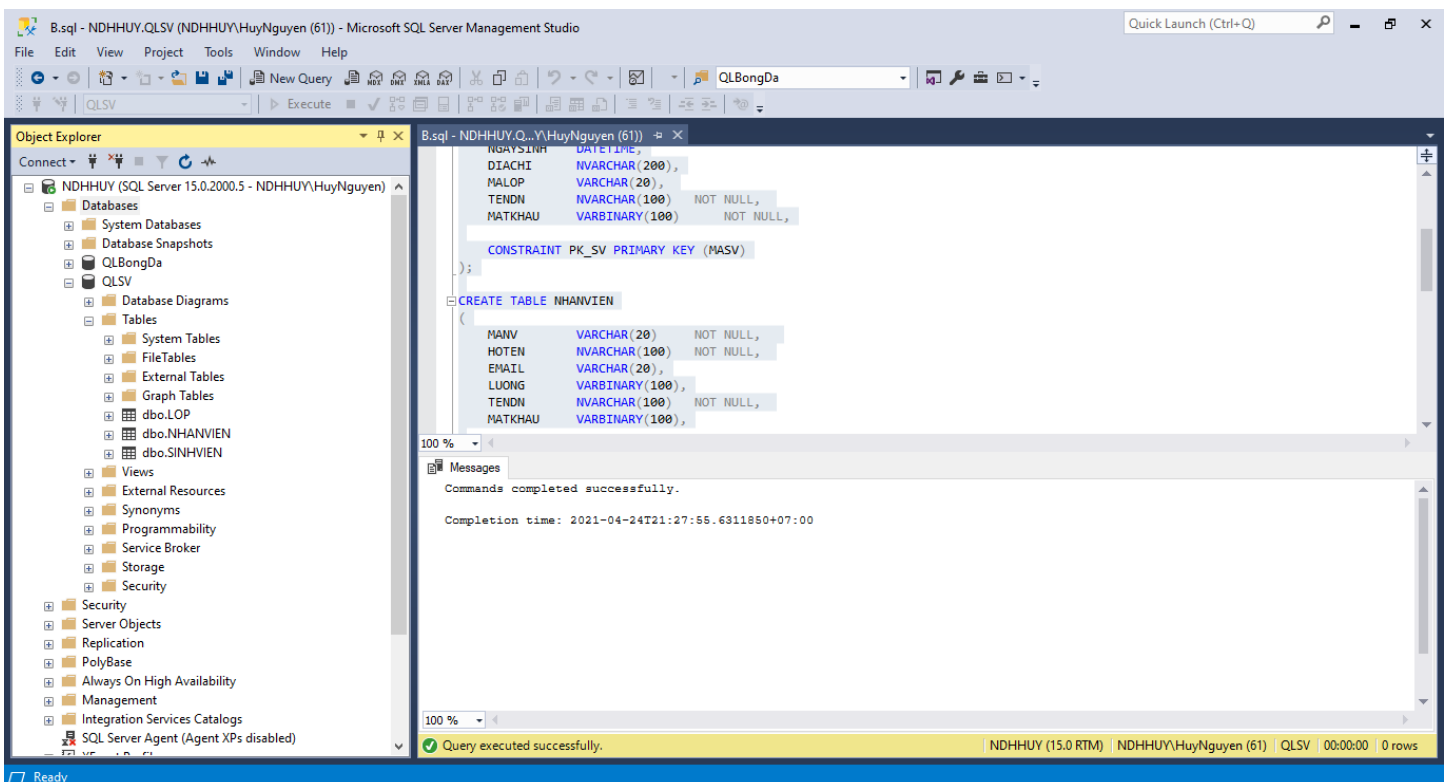 B.sql - NDHHUY.QLSV (NDHHUY\HuyNguyen (61)) - Microsoft SQL Server Management Studio
Quick Launch (Ctrl+Q)
File Edit View Project Tools Window Help
New Query MDX DMX XMLA DAX QLBongDa
QLSV Execute
Object Explorer
Connect
NDHHUY (SQL Server 15.0.2000.5 - NDHHUY\HuyNguyen)
Databases
System Databases
Database Snapshots
QLBongDa
QLSV
Database Diagrams
Tables
System Tables
FileTables
External Tables
Graph Tables
dbo.LOP
dbo.NHANVIEN
dbo.SINHVIEN
Views
External Resources
Synonyms
Programmability
Service Broker
Storage
Security
Security
Server Objects
Replication
PolyBase
Always On High Availability
Management
Integration Services Catalogs
SQL Server Agent (Agent XPs disabled)
B.sql - NDHHUY.Q...Y\HuyNguyen (61))
NGAYSINH DATETIME,
DIACHI NVARCHAR(200),
MALOP VARCHAR(20),
TENDN NVARCHAR(100) NOT NULL,
MATKHAU VARBINARY(100) NOT NULL,
CONSTRAINT PK_SV PRIMARY KEY (MASV)
);
CREATE TABLE NHANVIEN
(
MANV VARCHAR(20) NOT NULL,
HOTEN NVARCHAR(100) NOT NULL,
EMAIL VARCHAR(20),
LUONG VARBINARY(100),
TENDN NVARCHAR(100) NOT NULL,
MATKHAU VARBINARY(100),
100 %
Messages
Commands completed successfully.
Completion time: 2021-04-24T21:27:55.6311850+07:00
100 %
Query executed successfully.
NDHHUY (15.0 RTM) NDHHUY\HuyNguyen (61) QLSV 00:00:00 0 rows
Ready